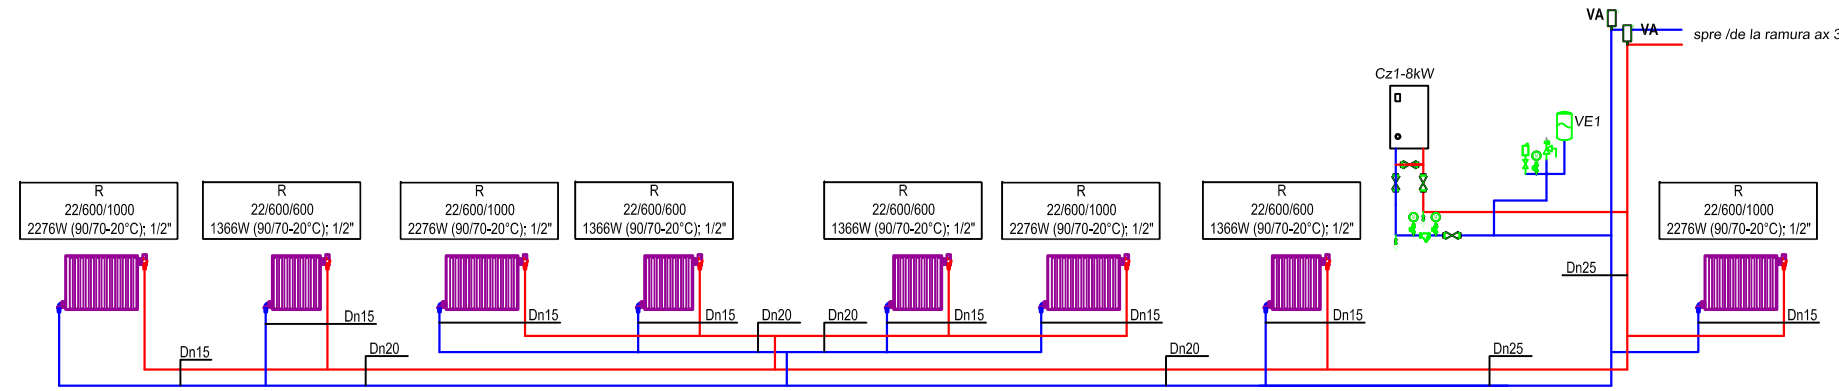 VA
VA
spre /de la ramura ax 3
Cz1-8kW
VE1
R
22/600/1000
2276W (90/70-20°C); 1/2"
R
22/600/600
1366W (90/70-20°C); 1/2"
R
22/600/1000
2276W (90/70-20°C); 1/2"
R
22/600/600
1366W (90/70-20°C); 1/2"
R
22/600/600
1366W (90/70-20°C); 1/2"
R
22/600/1000
2276W (90/70-20°C); 1/2"
R
22/600/600
1366W (90/70-20°C); 1/2"
R
22/600/1000
2276W (90/70-20°C); 1/2"
Dn25
Dn15
Dn15
Dn15
Dn20
Dn20
Dn15
Dn15
Dn15
Dn15
Dn15
Dn20
Dn20
Dn25